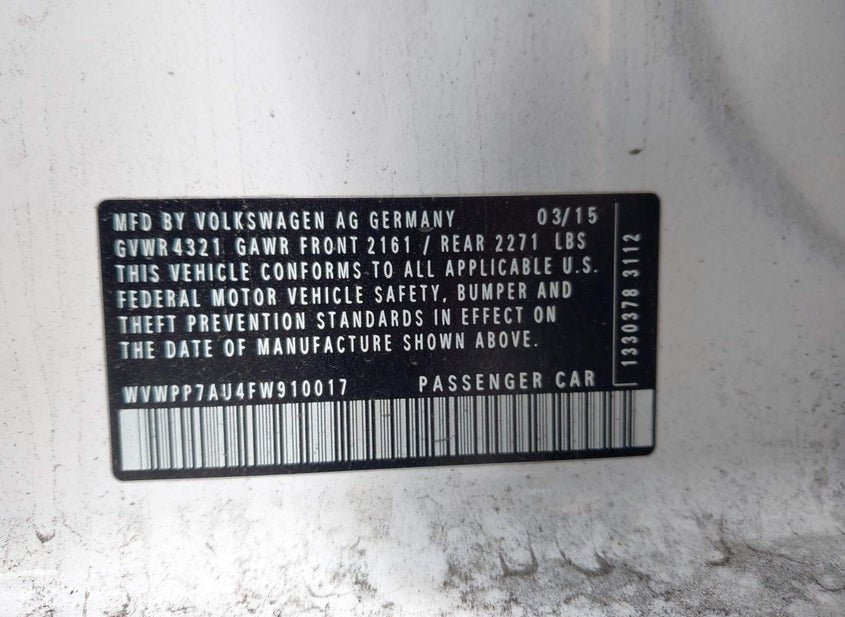 MFD BY VOLKSWAGEN AG GERMANY 03/15
GVWR 4321 GAWR FRONT 2161 / REAR 2271 LBS
THIS VEHICLE CONFORMS TO ALL APPLICABLE U.S.
FEDERAL MOTOR VEHICLE SAFETY, BUMPER AND
THEFT PREVENTION STANDARDS IN EFFECT ON
THE DATE OF MANUFACTURE SHOWN ABOVE.
WVWPP7AU4FW910017 PASSENGER CAR
1330378 3112